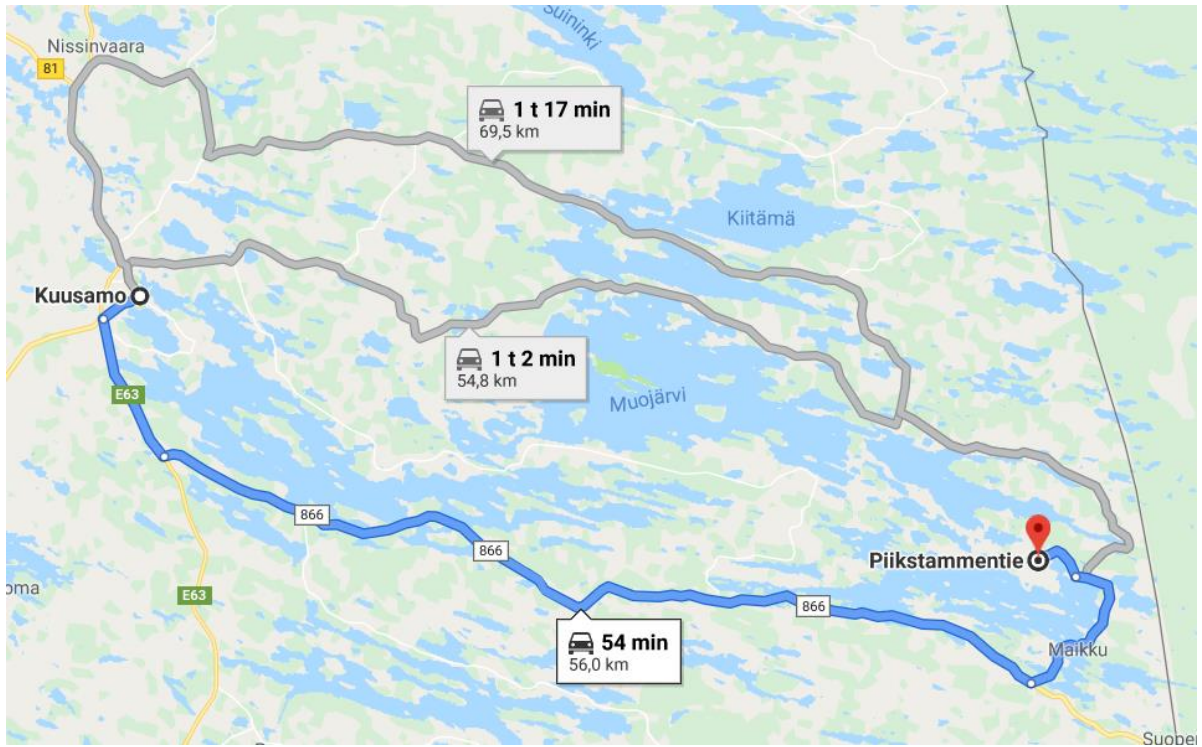 Suininki
Nissinvaara
81
1 t 17 min
69,5 km
Kiitämä
Kuusamo
1 t 2 min
54,8 km
E63
Muojärvi
866
866
Piikstammentie
oma
E63
866
54 min
56,0 km
Maikku
Suoper